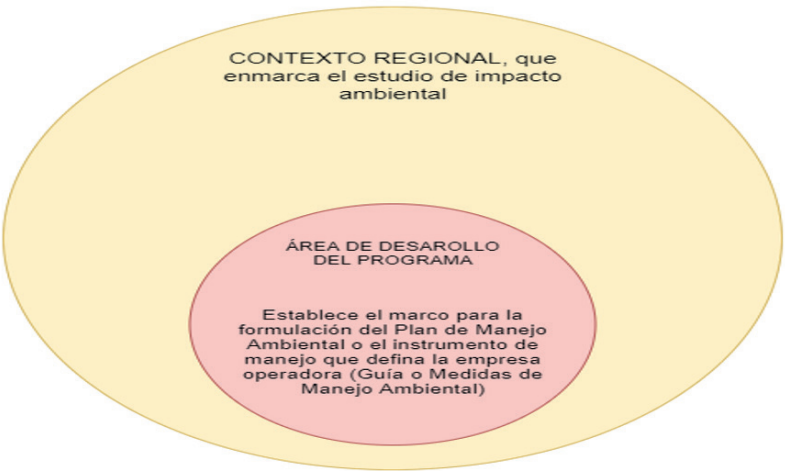 CONTEXTO REGIONAL, que
enmarca el estudio de impacto
ambiental
ÁREA DE DESAROLLO
DEL PROGRAMA
Establece el marco para la
formulación del Plan de Manejo
Ambiental o el instrumento de
manejo que defina la empresa
operadora (Guía o Medidas de
Manejo Ambiental)